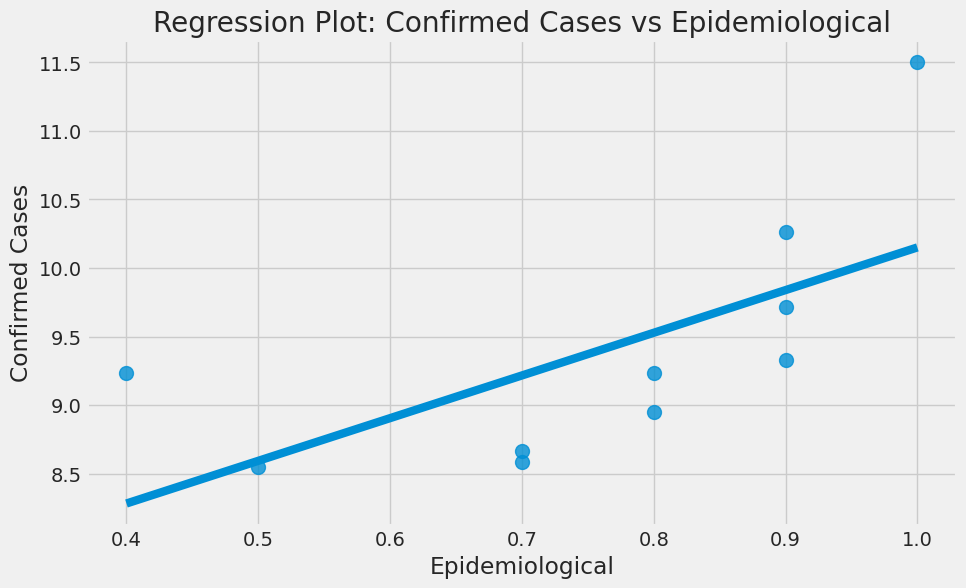 Regression Plot: Confirmed Cases vs Epidemiological
11.5
11.0
10.5
10.0
9.5
9.0
8.5
Confirmed Cases
0.4 0.5 0.6 0.7 0.8 0.9 1.0
Epidemiological